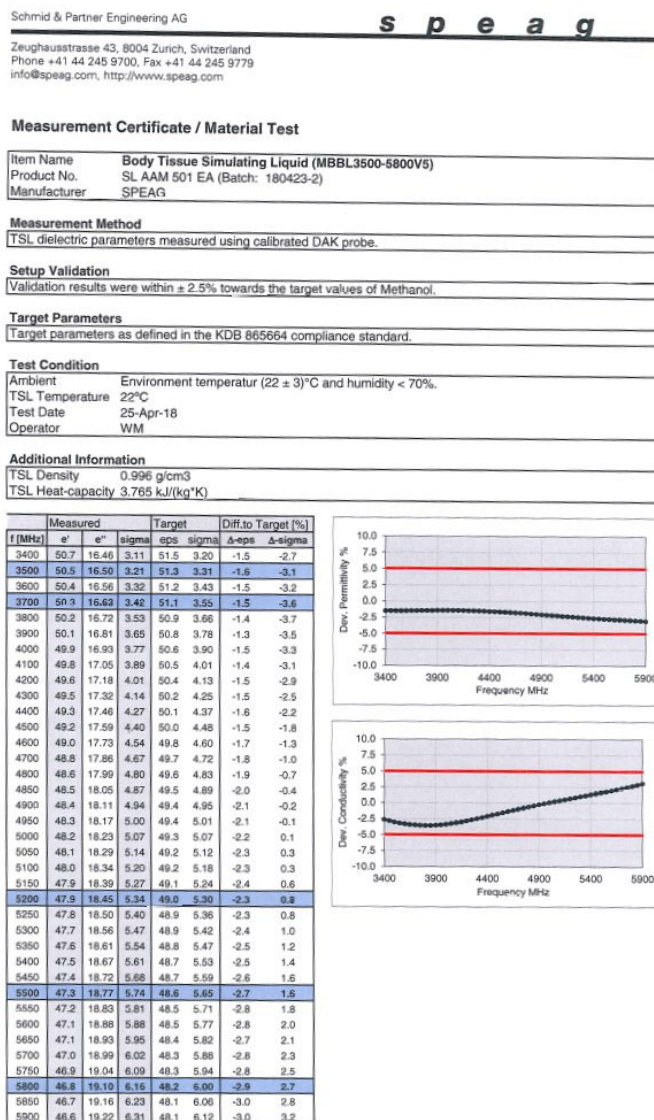 Schmid & Partner Engineering AG
s p e a g
Zeughausstrasse 43, 8004 Zurich, Switzerland
Phone +41 44 245 9700, Fax +41 44 245 9779
info@speag.com, http://www.speag.com
Measurement Certificate / Material Test
Item Name Body Tissue Simulating Liquid (MBBL3500-5800V5)
Product No. SL AAM 501 EA (Batch: 180423-2)
Manufacturer SPEAG
Measurement Method
TSL dielectric parameters measured using calibrated DAK probe.
Setup Validation
Validation results were within ± 2.5% towards the target values of Methanol.
Target Parameters
Target parameters as defined in the KDB 865664 compliance standard.
Test Condition
Ambient Environment temperatur (22 ± 3)°C and humidity < 70%.
TSL Temperature 22°C
Test Date 25-Apr-18
Operator WM
Additional Information
TSL Density 0.996 g/cm3
TSL Heat-capacity 3.765 kJ/(kg*K)
Measured Target Diff.to Target [%]
f [MHz] e' e" sigma eps sigma Δ-eps Δ-sigma
3400 50.7 16.46 3.11 51.5 3.20 -1.5 -2.7
3500 50.5 16.50 3.21 51.3 3.31 -1.6 -3.1
3600 50.4 16.56 3.32 51.2 3.43 -1.5 -3.2
3700 50.3 16.63 3.42 51.1 3.55 -1.5 -3.6
3800 50.2 16.72 3.53 50.9 3.66 -1.4 -3.7
3900 50.1 16.81 3.65 50.8 3.78 -1.3 -3.5
4000 49.9 16.93 3.77 50.6 3.90 -1.5 -3.3
4100 49.8 17.05 3.89 50.5 4.01 -1.4 -3.1
4200 49.6 17.18 4.01 50.4 4.13 -1.5 -2.9
4300 49.5 17.32 4.14 50.2 4.25 -1.5 -2.5
4400 49.3 17.46 4.27 50.1 4.37 -1.6 -2.2
4500 49.2 17.59 4.40 50.0 4.48 -1.5 -1.8
4600 49.0 17.73 4.54 49.8 4.60 -1.7 -1.3
4700 48.8 17.86 4.67 49.7 4.72 -1.8 -1.0
4800 48.6 17.99 4.80 49.6 4.83 -1.9 -0.7
4850 48.5 18.05 4.87 49.5 4.89 -2.0 -0.4
4900 48.4 18.11 4.94 49.4 4.95 -2.1 -0.2
4950 48.3 18.17 5.00 49.4 5.01 -2.1 -0.1
5000 48.2 18.23 5.07 49.3 5.07 -2.2 0.1
5050 48.1 18.29 5.14 49.2 5.12 -2.3 0.3
5100 48.0 18.34 5.20 49.2 5.18 -2.3 0.3
5150 47.9 18.39 5.27 49.1 5.24 -2.4 0.6
5200 47.9 18.45 5.34 49.0 5.30 -2.3 0.8
5250 47.8 18.50 5.40 48.9 5.36 -2.3 0.8
5300 47.7 18.56 5.47 48.9 5.42 -2.4 1.0
5350 47.6 18.61 5.54 48.8 5.47 -2.5 1.2
5400 47.5 18.67 5.61 48.7 5.53 -2.5 1.4
5450 47.4 18.72 5.68 48.7 5.59 -2.6 1.6
5500 47.3 18.77 5.74 48.6 5.65 -2.7 1.6
5550 47.2 18.83 5.81 48.5 5.71 -2.8 1.8
5600 47.1 18.88 5.88 48.5 5.77 -2.8 2.0
5650 47.1 18.93 5.95 48.4 5.82 -2.7 2.1
5700 47.0 18.99 6.02 48.3 5.88 -2.8 2.3
5750 46.9 19.04 6.09 48.3 5.94 -2.8 2.5
5800 46.8 19.10 6.16 48.2 6.00 -2.9 2.7
5850 46.7 19.16 6.23 48.1 6.06 -3.0 2.8
5900 46.6 19.22 6.31 48.1 6.12 -3.0 3.2
Dev. Permittivity %
10.0
7.5
5.0
2.5
0.0
-2.5
-5.0
-7.5
-10.0
3400 3900 4400 4900 5400 5900
Frequency MHz
Dev. Conductivity %
10.0
7.5
5.0
2.5
0.0
-2.5
-5.0
-7.5
-10.0
3400 3900 4400 4900 5400 5900
Frequency MHz